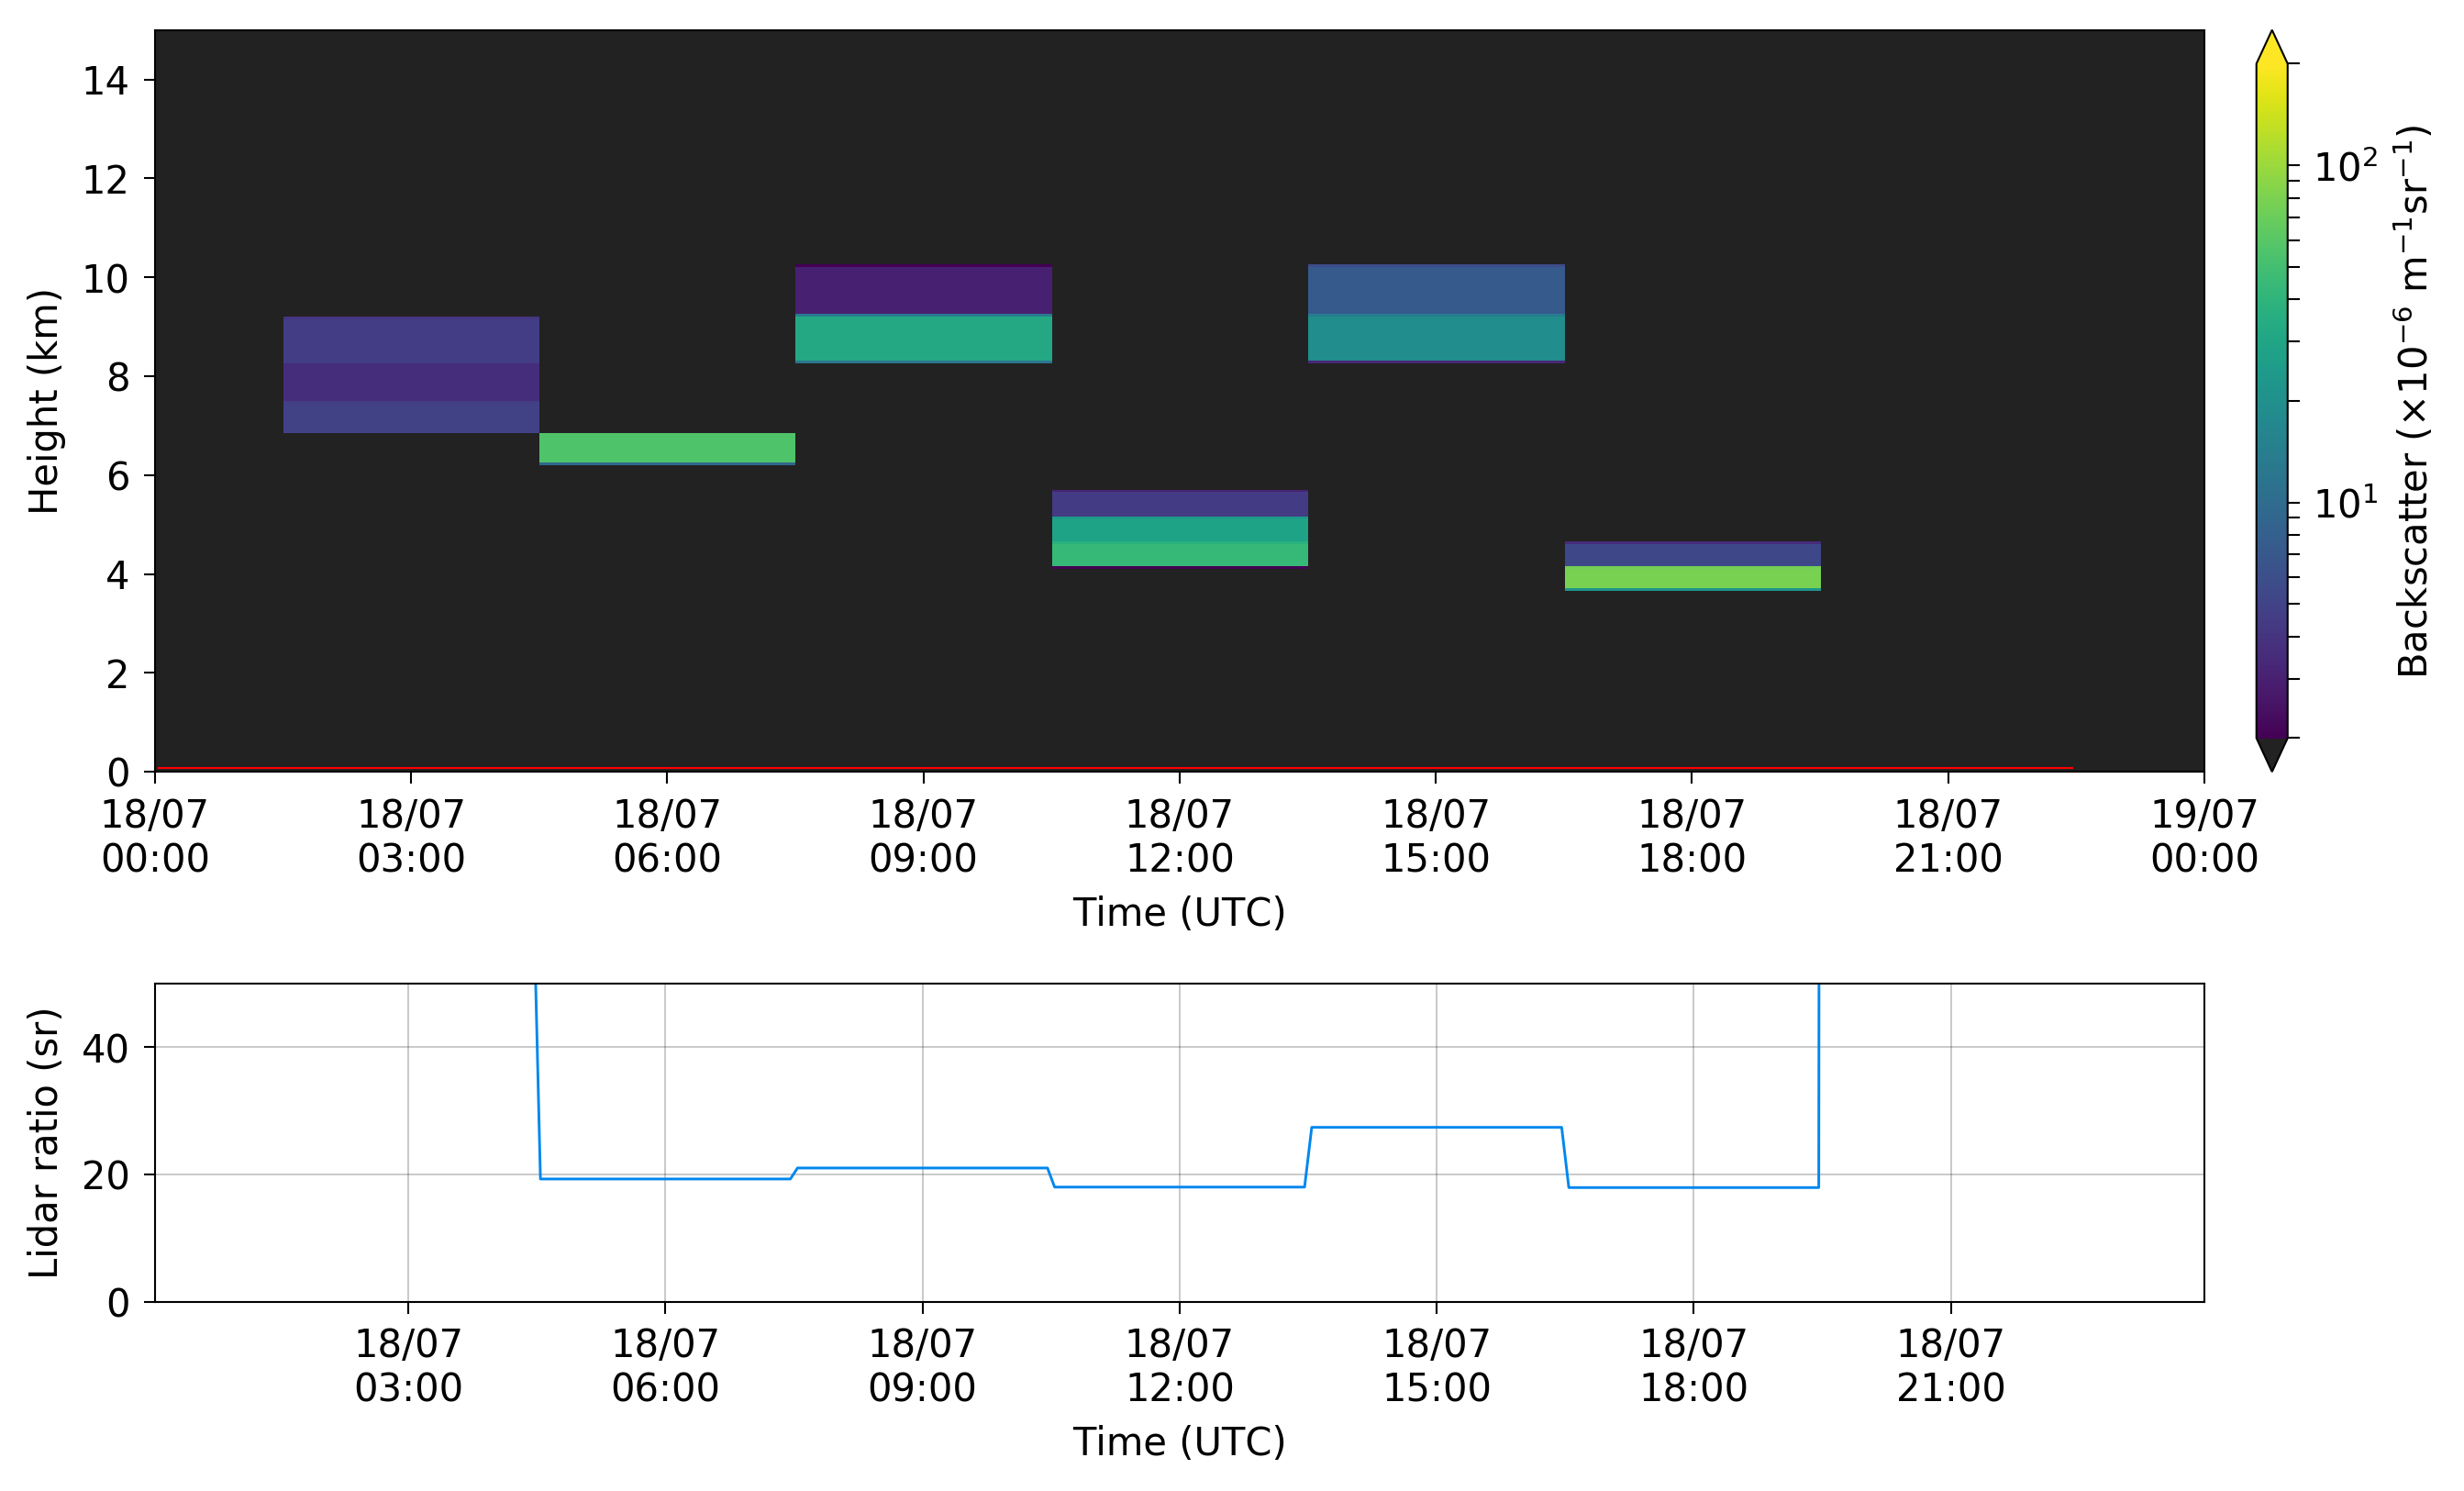 14
12
10
8
6
4
2
0
Height (km)
18/07 18/07 18/07 18/07 18/07 18/07 18/07 18/07 19/07
00:00 03:00 06:00 09:00 12:00 15:00 18:00 21:00 00:00
Time (UTC)
10²
10¹
Backscatter (×10⁻⁶ m⁻¹sr⁻¹)
40
20
0
Lidar ratio (sr)
18/07 18/07 18/07 18/07 18/07 18/07 18/07
03:00 06:00 09:00 12:00 15:00 18:00 21:00
Time (UTC)